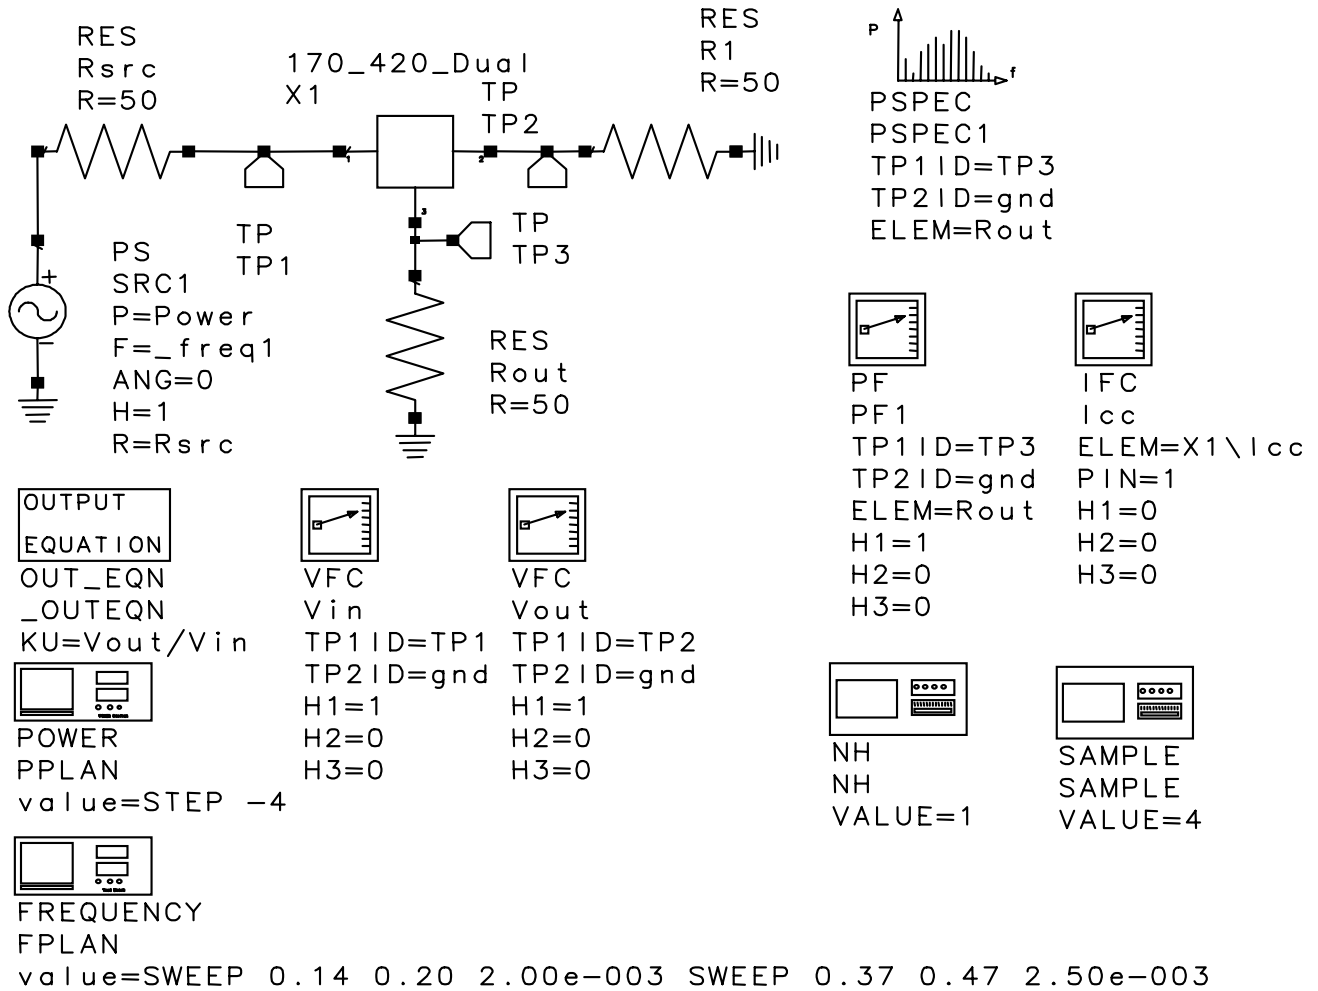 RES
Rsrc
R=50
170_420_Dual
X1
TP
TP2
RES
R1
R=50
P
f
PSPEC
PSPEC1
TP1ID=TP3
TP2ID=gnd
ELEM=Rout
1
2
3
TP
TP1
TP
TP3
PS
SRC1
P=Power
F=_freq1
ANG=0
H=1
R=Rsrc
+
−
RES
Rout
R=50
PF
PF1
TP1ID=TP3
TP2ID=gnd
ELEM=Rout
H1=1
H2=0
H3=0
IFC
Icc
ELEM=X1\Icc
PIN=1
H1=0
H2=0
H3=0
OUTPUT
EQUATION
OUT_EQN
_OUTEQN
KU=Vout/Vin
VFC
Vin
TP1ID=TP1
TP2ID=gnd
H1=1
H2=0
H3=0
VFC
Vout
TP1ID=TP2
TP2ID=gnd
H1=1
H2=0
H3=0
POWER
PPLAN
value=STEP -4
NH
NH
VALUE=1
SAMPLE
SAMPLE
VALUE=4
FREQUENCY
FPLAN
value=SWEEP 0.14 0.20 2.00e-003 SWEEP 0.37 0.47 2.50e-003